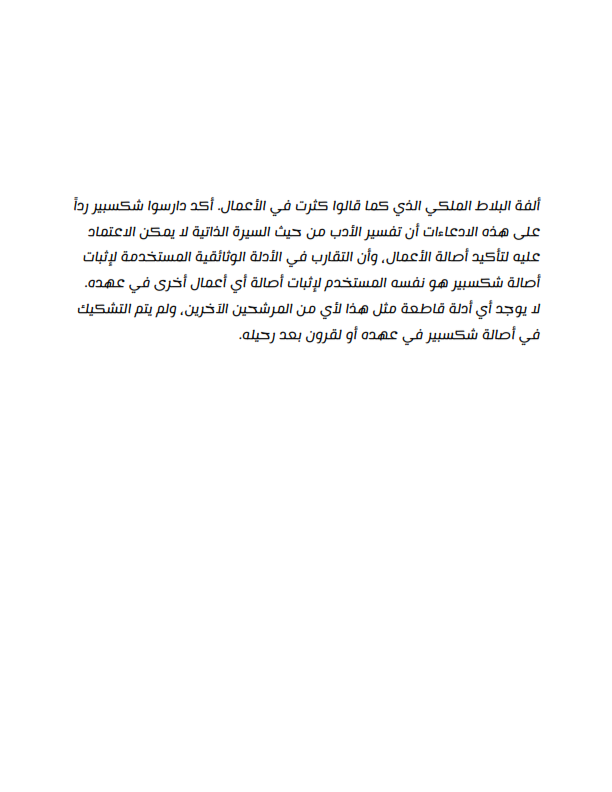 ألفة البلاط الملكي الذي كما قالوا كثرت في الأعمال. أكد دارسوا شكسبير رداً
على هذه الادعاءات أن تفسير الأدب من حيث السيرة الذاتية لا يمكن الاعتماد
عليه لتأكيد أصالة الأعمال، وأن التقارب في الأدلة الوثائقية المستخدمة لإثبات
أصالة شكسبير هو نفسه المستخدم لإثبات أصالة أي أعمال أخرى في عهده.
لا يوجد أي أدلة قاطعة مثل هذا لأي من المرشحين الآخرين، ولم يتم التشكيك
في أصالة شكسبير في عهده أو لقرون بعد رحيله.